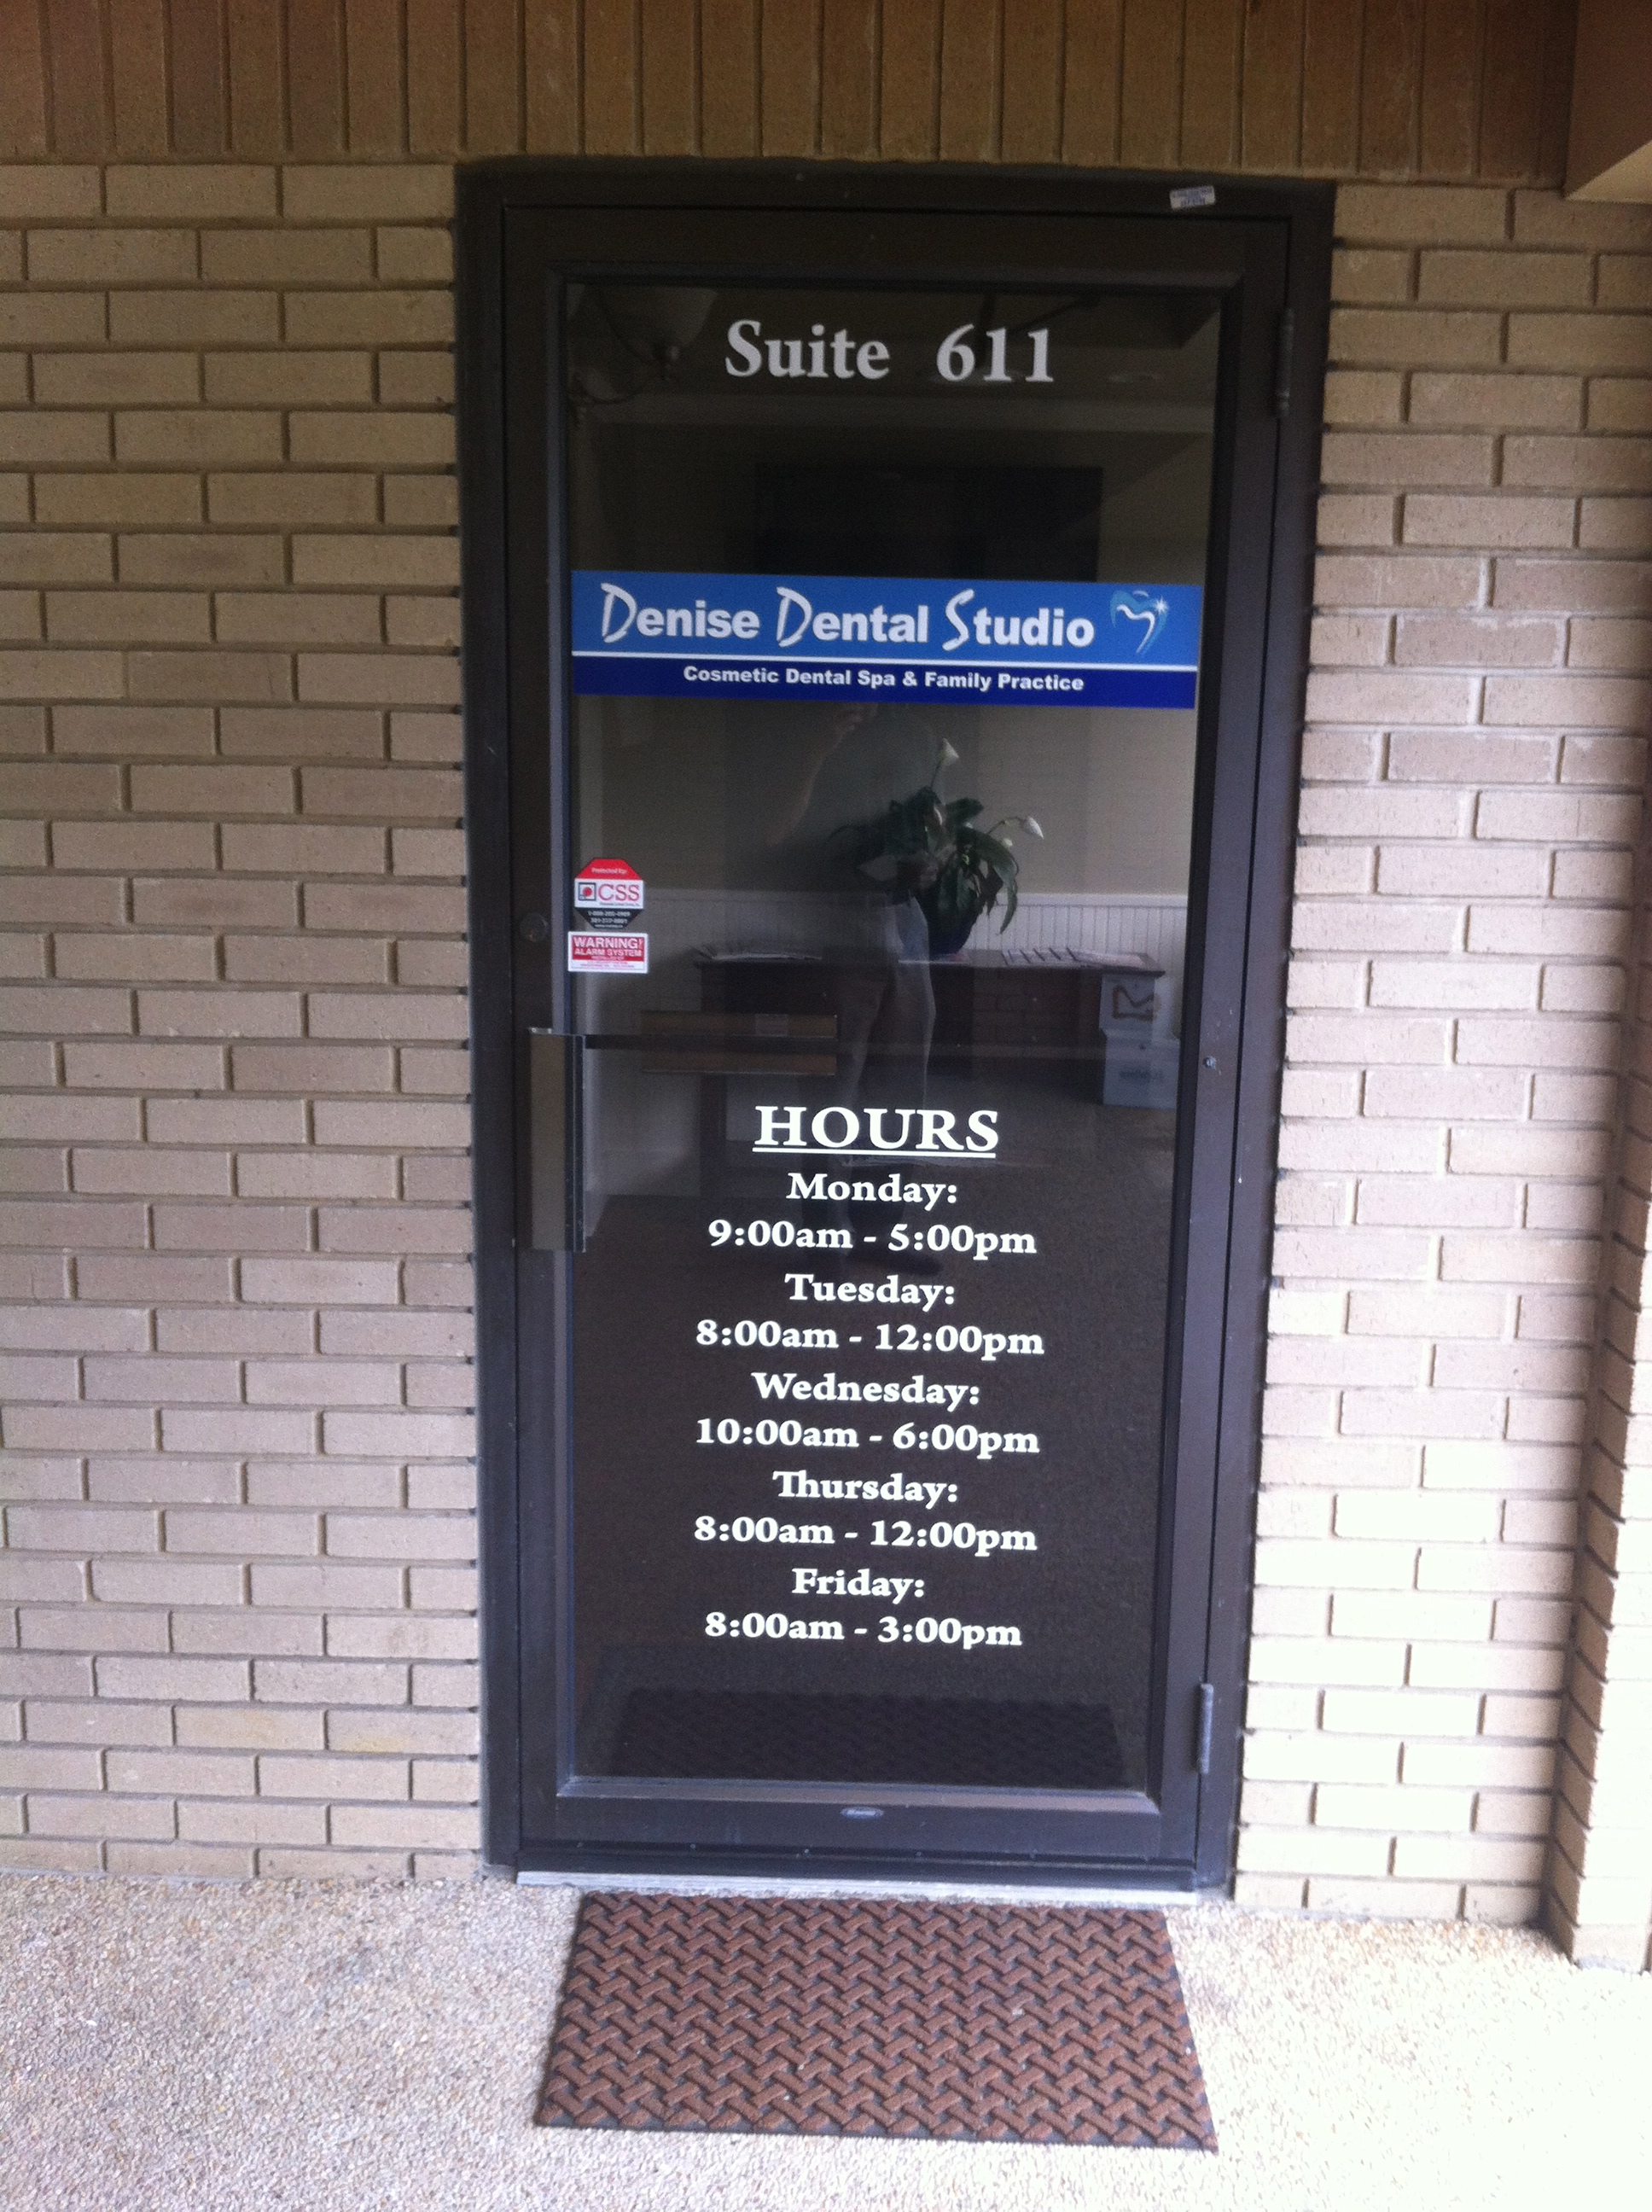 Suite 611
Denise Dental Studio
Cosmetic Dental Spa & Family Practice
Protected by:
CSS
WARNING!
ALARM SYSTEM
HOURS
Monday:
9:00am - 5:00pm
Tuesday:
8:00am - 12:00pm
Wednesday:
10:00am - 6:00pm
Thursday:
8:00am - 12:00pm
Friday:
8:00am - 3:00pm